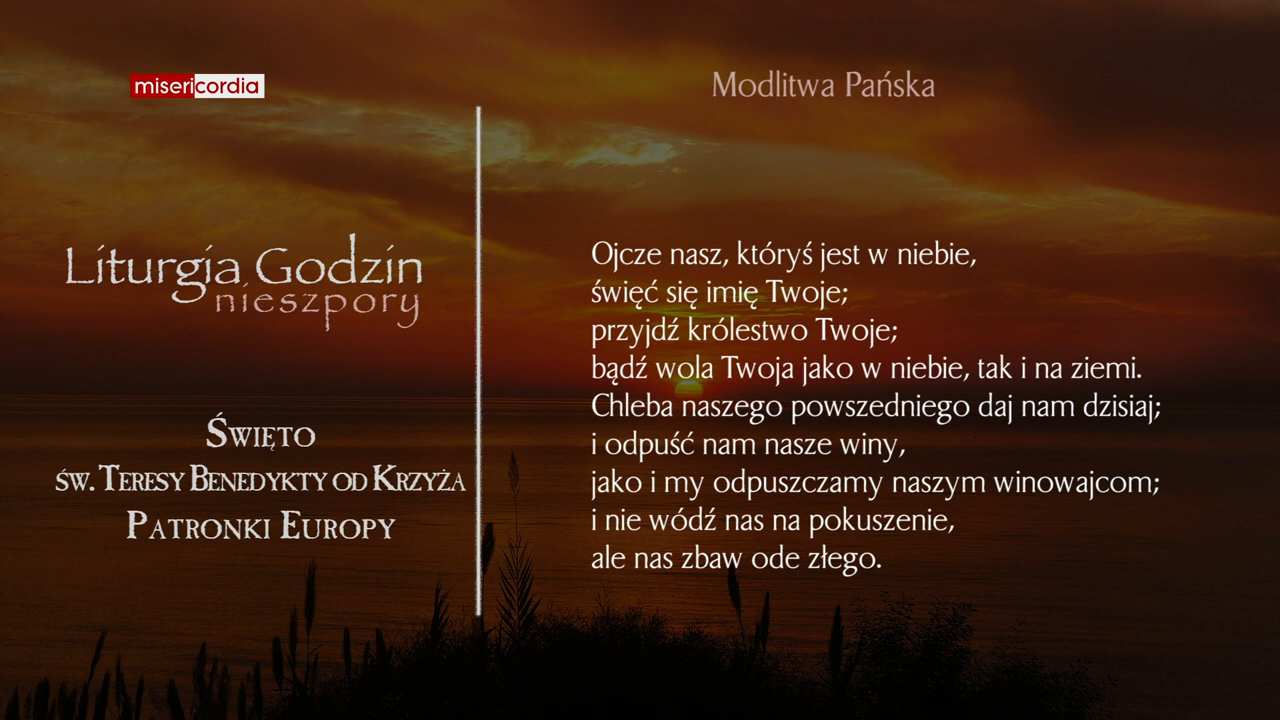 misericordia
Liturgia Godzin
nieszpory
Święto
św. Teresy Benedykty od Krzyża
Patronki Europy
Modlitwa Pańska
Ojcze nasz, któryś jest w niebie,
święć się imię Twoje;
przyjdź królestwo Twoje;
bądź wola Twoja jako w niebie, tak i na ziemi.
Chleba naszego powszedniego daj nam dzisiaj;
i odpuść nam nasze winy,
jako i my odpuszczamy naszym winowajcom;
i nie wódź nas na pokuszenie,
ale nas zbaw ode złego.